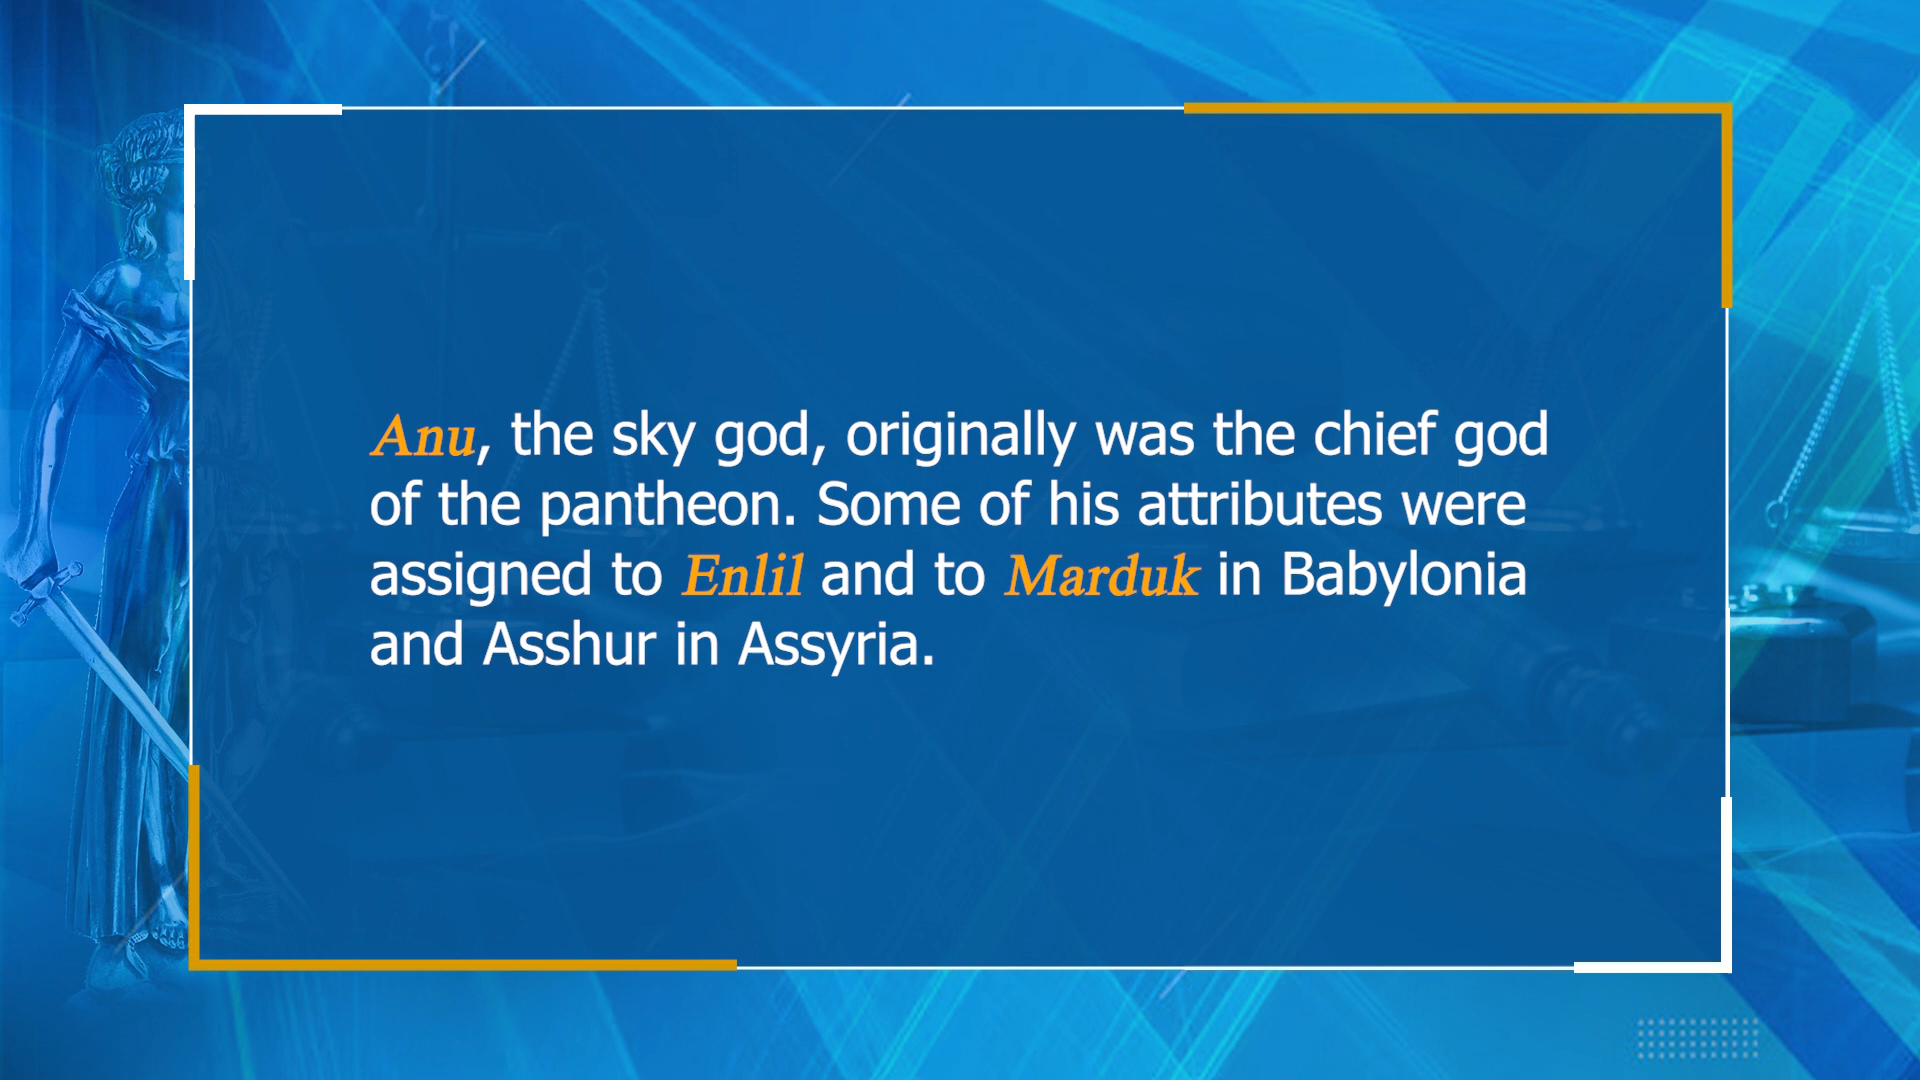 Anu, the sky god, originally was the chief god
of the pantheon. Some of his attributes were
assigned to Enlil and to Marduk in Babylonia
and Asshur in Assyria.